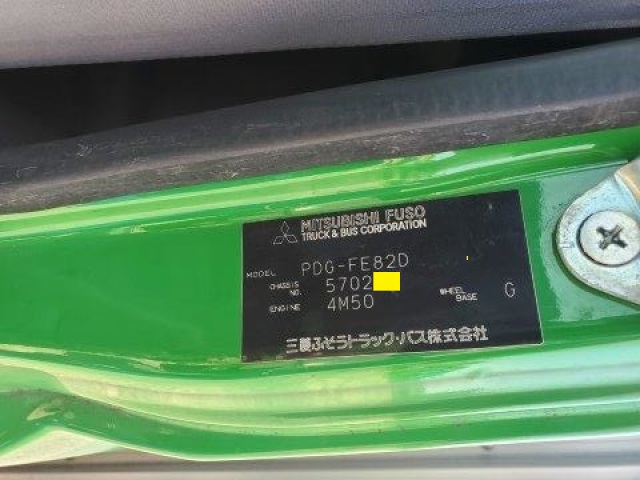 MITSUBISHI FUSO
TRUCK & BUS CORPORATION
MODEL PDG-FE82D
CHASSIS NO. 5702
ENGINE 4M50
WHEEL BASE G
三菱ふそうトラック・バス株式会社